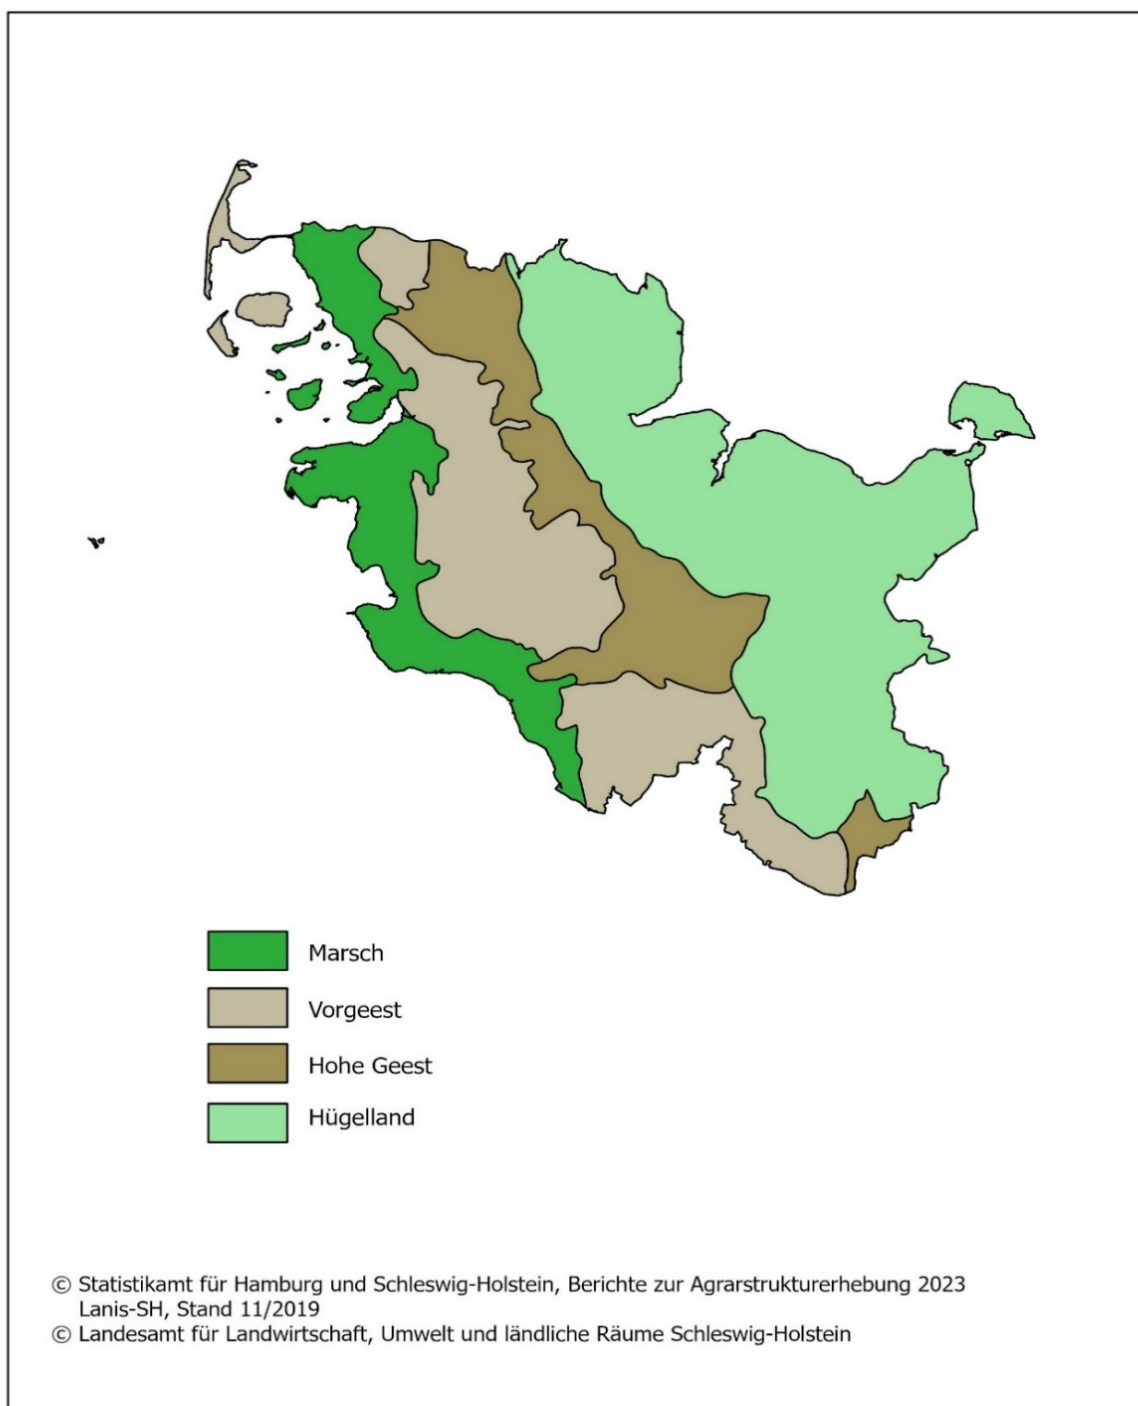 Marsch
Vorgeest
Hohe Geest
Hügelland
© Statistikamt für Hamburg und Schleswig-Holstein, Berichte zur Agrarstrukturerhebung 2023
Lanis-SH, Stand 11/2019
© Landesamt für Landwirtschaft, Umwelt und ländliche Räume Schleswig-Holstein